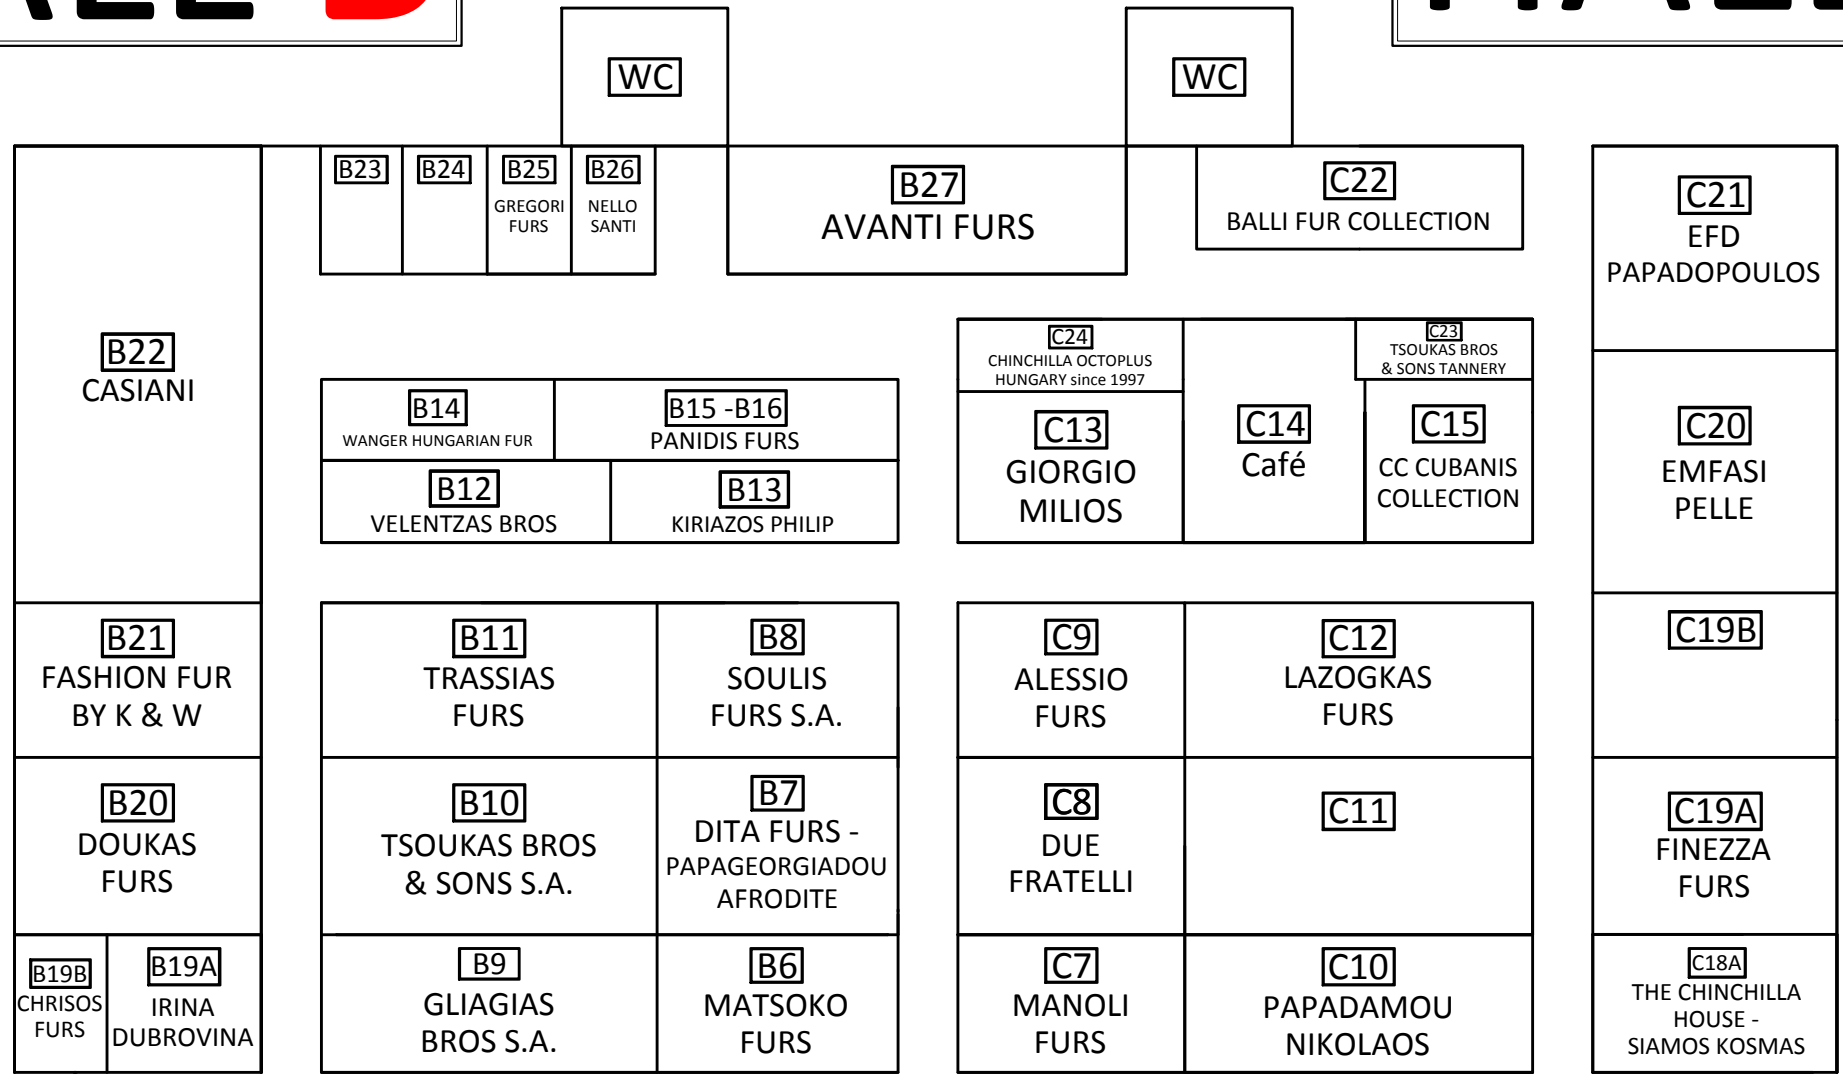 WC
WC
B23
B24
B25
GREGORI
FURS
B26
NELLO
SANTI
B27
AVANTI FURS
C22
BALLI FUR COLLECTION
C21
EFD
PAPADOPOULOS
B22
CASIANI
B14
WANGER HUNGARIAN FUR
B15 -B16
PANIDIS FURS
B12
VELENTZAS BROS
B13
KIRIAZOS PHILIP
C24
CHINCHILLA OCTOPLUS
HUNGARY since 1997
C13
GIORGIO
MILIOS
C14
Café
C23
TSOUKAS BROS
& SONS TANNERY
C15
CC CUBANIS
COLLECTION
C20
EMFASI
PELLE
B21
FASHION FUR
BY K & W
B11
TRASSIAS
FURS
B8
SOULIS
FURS S.A.
C9
ALESSIO
FURS
C12
LAZOGKAS
FURS
C19B
B20
DOUKAS
FURS
B10
TSOUKAS BROS
& SONS S.A.
B7
DITA FURS -
PAPAGEORGIADOU
AFRODITE
C8
DUE
FRATELLI
C11
C19A
FINEZZA
FURS
B19B
CHRISOS
FURS
B19A
IRINA
DUBROVINA
B9
GLIAGIAS
BROS S.A.
B6
MATSOKO
FURS
C7
MANOLI
FURS
C10
PAPADAMOU
NIKOLAOS
C18A
THE CHINCHILLA
HOUSE -
SIAMOS KOSMAS